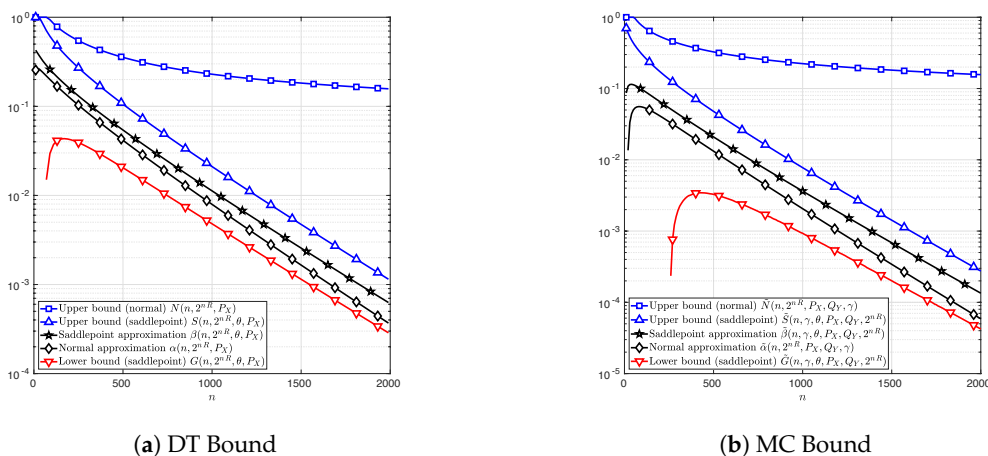 10^0
10^-1
10^-2
10^-3
10^-4
0
500
1000
1500
2000
n
Upper bound (normal) N(n, 2^{nR}, P_X)
Upper bound (saddlepoint) S(n, 2^{nR}, θ, P_X)
Saddlepoint approximation β(n, 2^{nR}, θ, P_X)
Normal approximation α(n, 2^{nR}, P_X)
Lower bound (saddlepoint) G(n, 2^{nR}, θ, P_X)
(a) DT Bound
10^0
10^-1
10^-2
10^-3
10^-4
10^-5
0
500
1000
1500
2000
n
Upper bound (normal) Ñ(n, 2^{nR}, P_X, Q_Y, γ)
Upper bound (saddlepoint) S̃(n, γ, θ, P_X, Q_Y, 2^{nR})
Saddlepoint approximation β̃(n, γ, θ, P_X, Q_Y, 2^{nR})
Normal approximation α̃(n, 2^{nR}, P_X, Q_Y, γ)
Lower bound (saddlepoint) G̃(n, γ, θ, P_X, Q_Y, 2^{nR})
(b) MC Bound